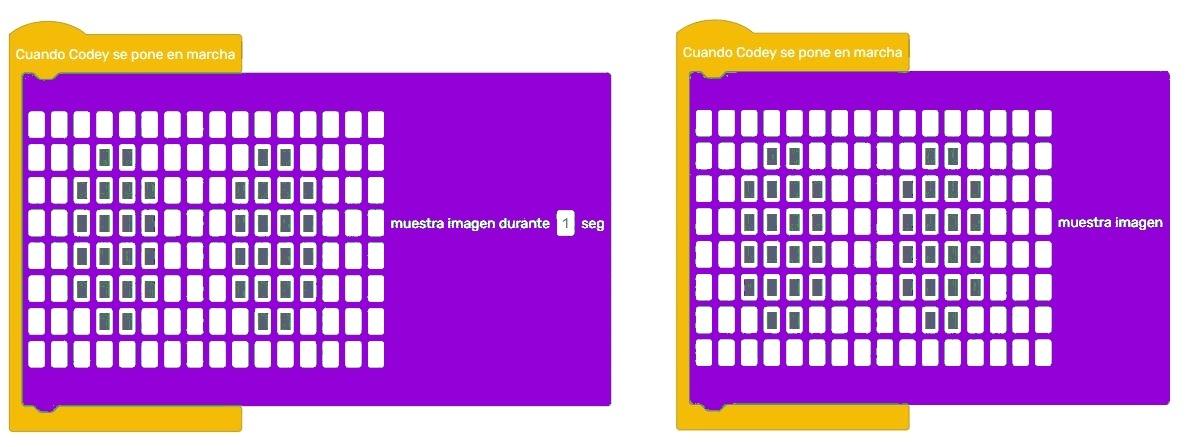 Cuando Codey se pone en marcha
muestra imagen durante 1 seg
Cuando Codey se pone en marcha
muestra imagen